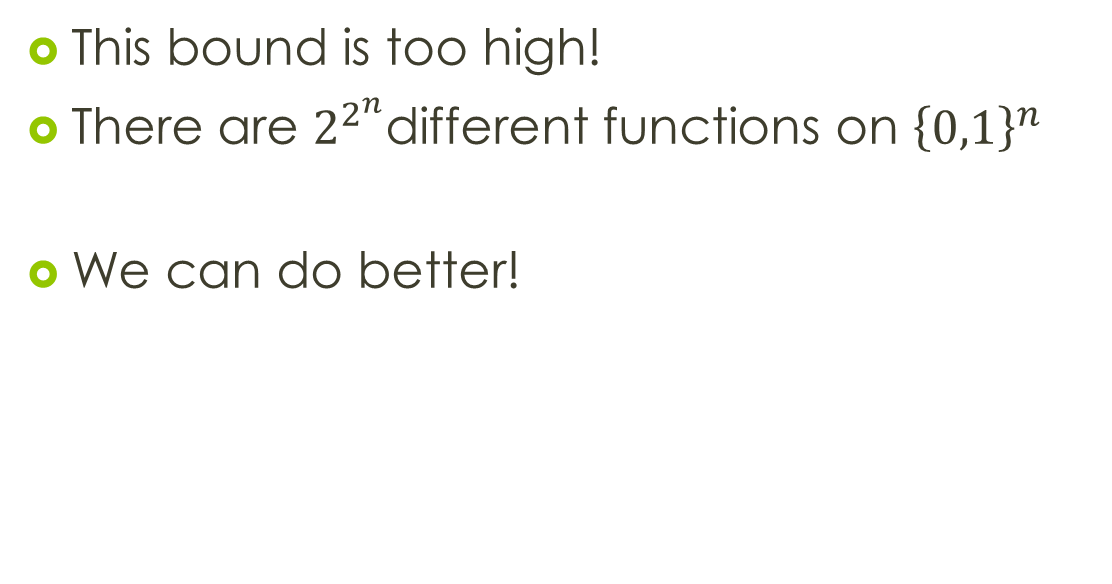 This bound is too high!
There are 2^{2^n} different functions on {0,1}^n
We can do better!